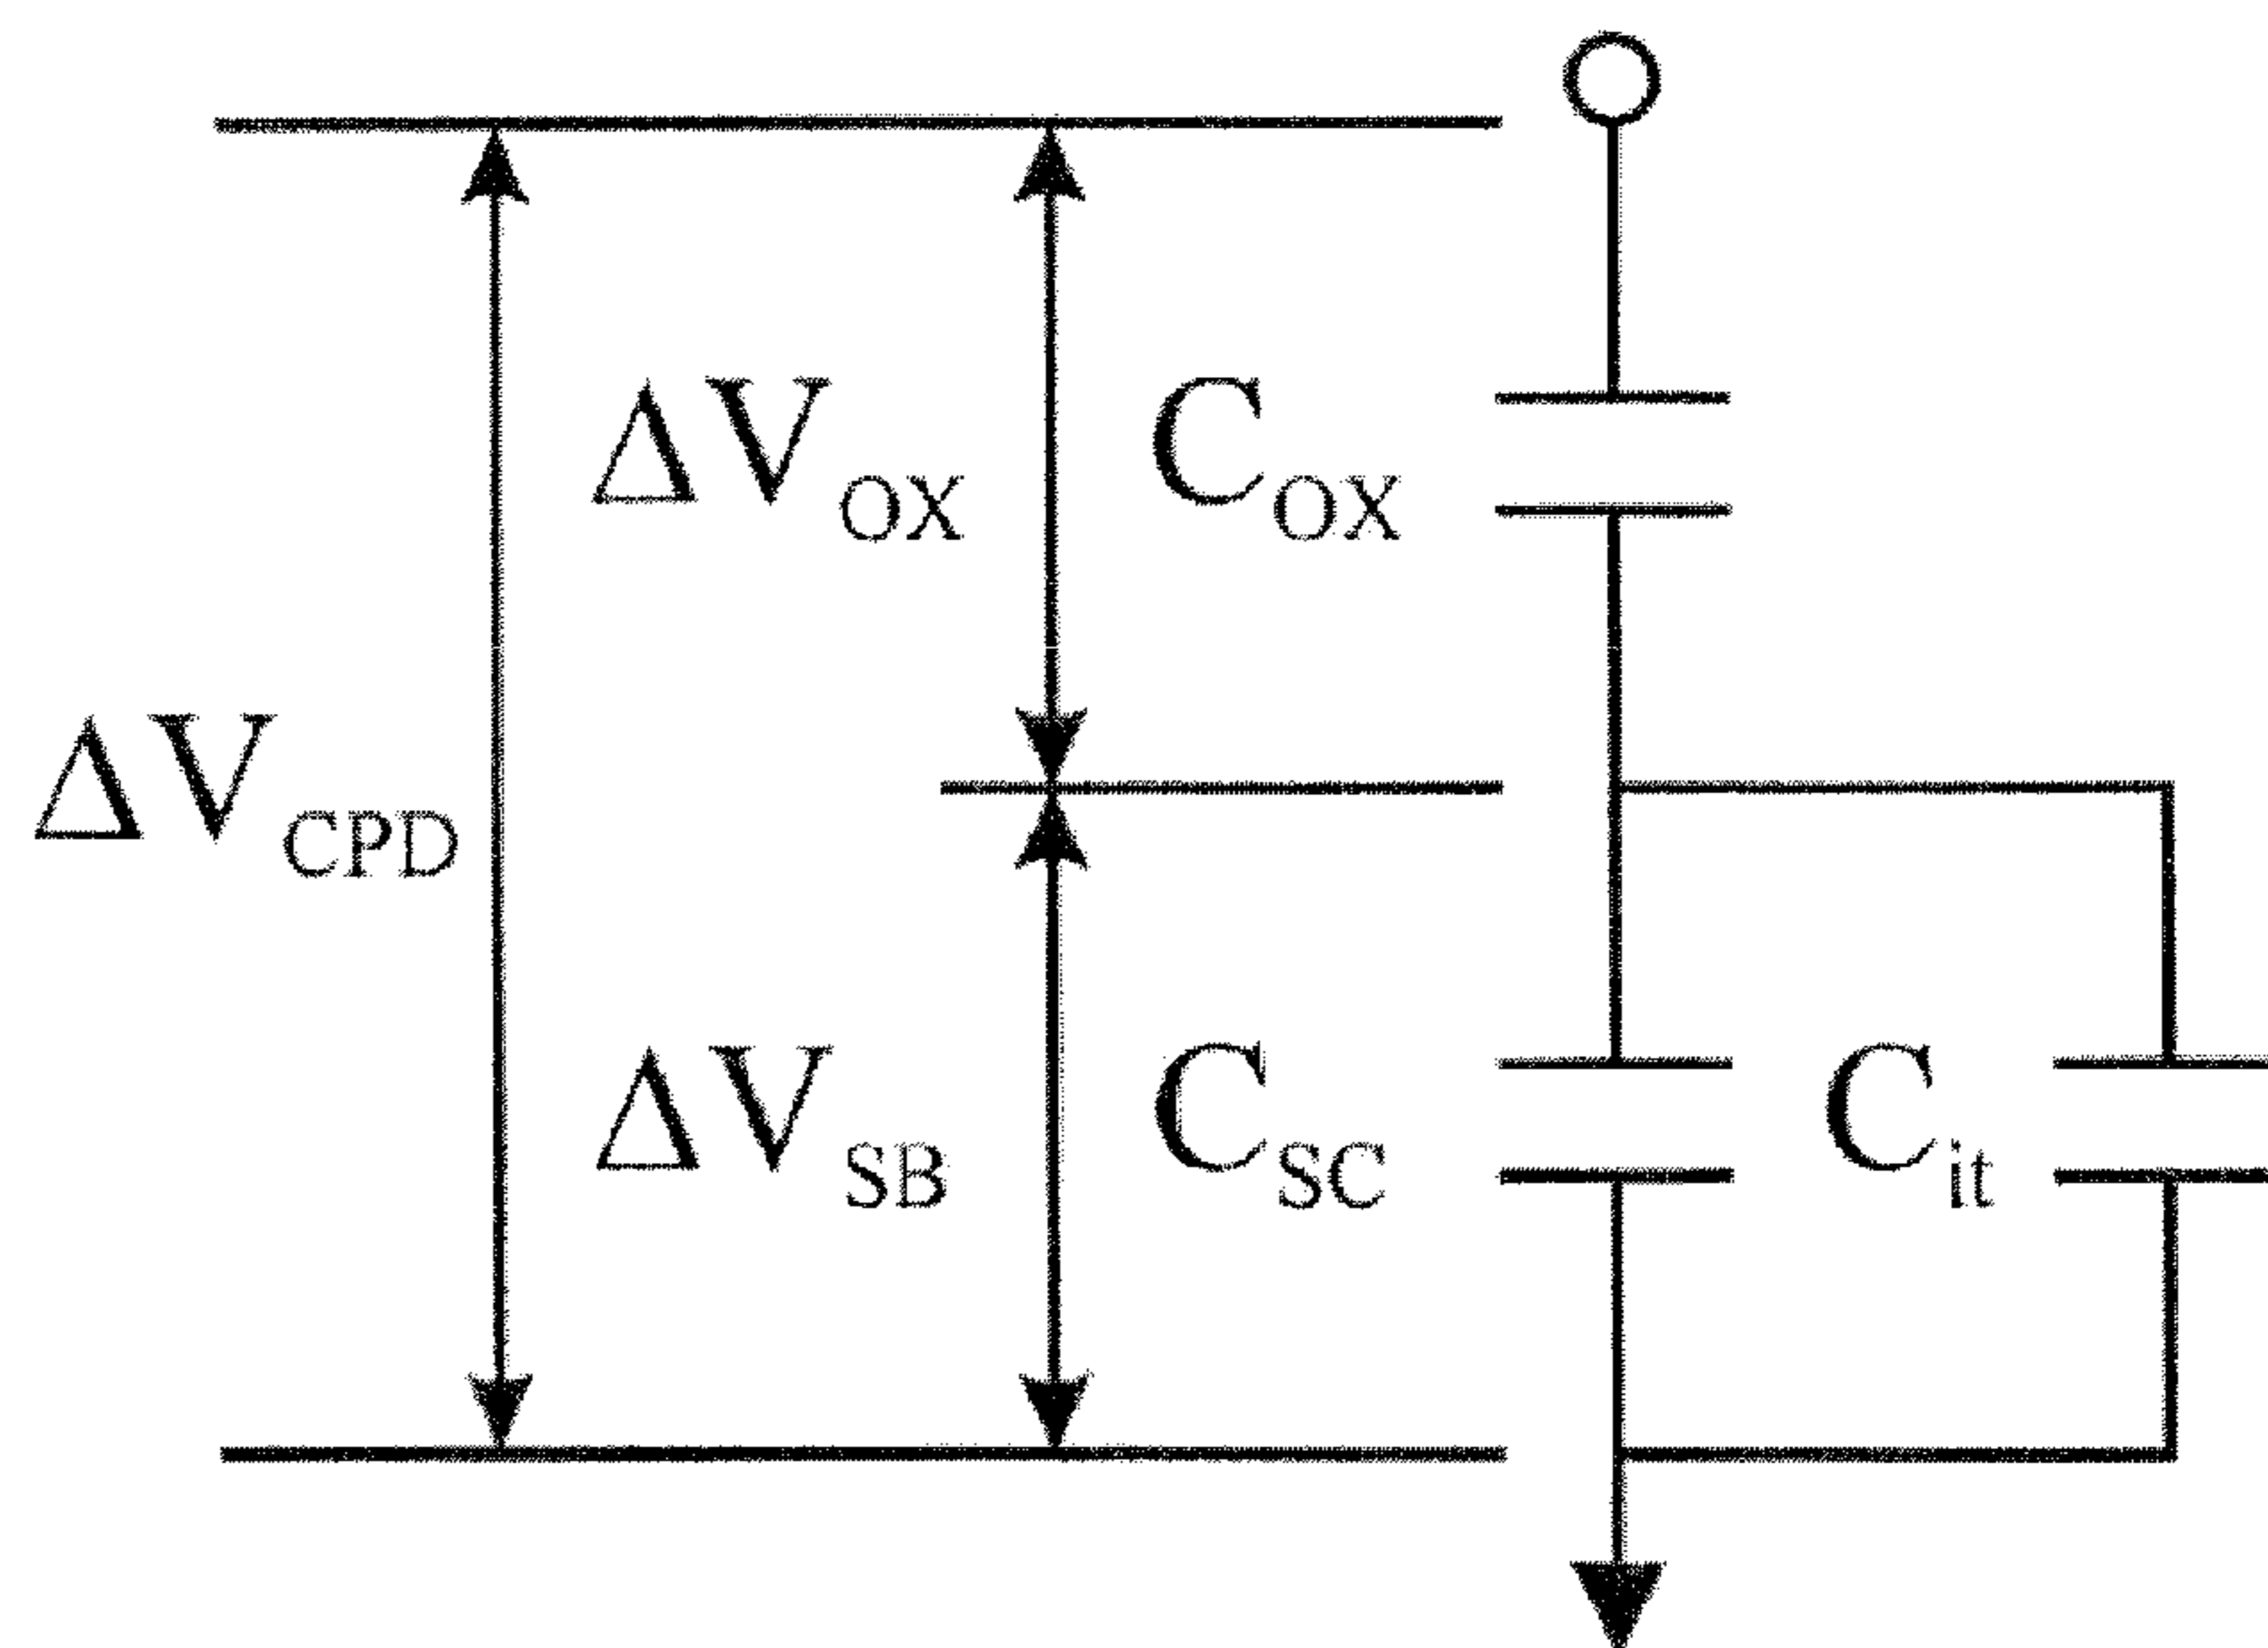 ΔV_OX
C_OX
ΔV_CPD
ΔV_SB
C_SC
C_it